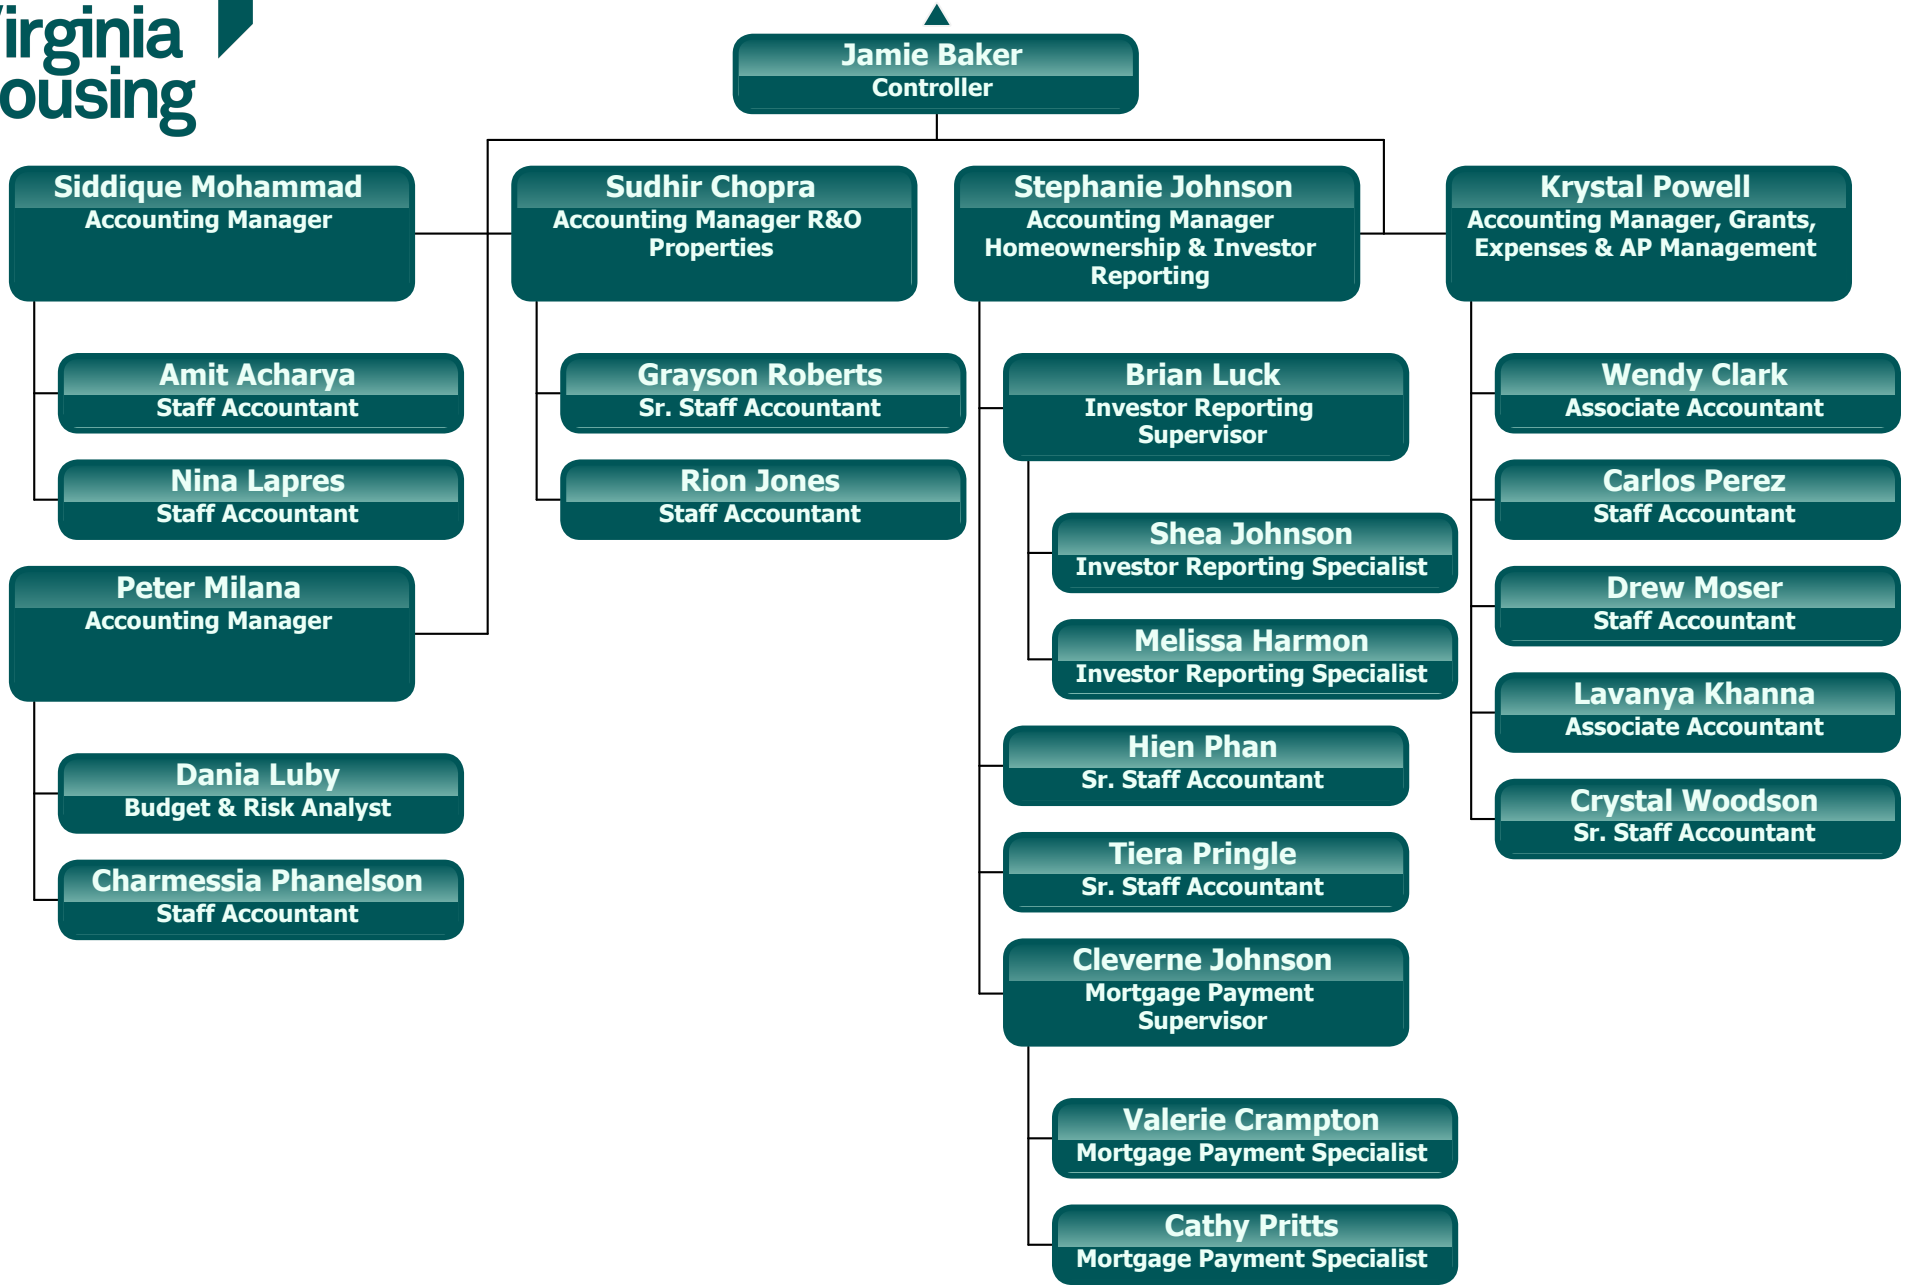 Virginia
Housing
Jamie Baker
Controller
Siddique Mohammad
Accounting Manager
Amit Acharya
Staff Accountant
Nina Lapres
Staff Accountant
Peter Milana
Accounting Manager
Dania Luby
Budget & Risk Analyst
Charmessia Phanelson
Staff Accountant
Sudhir Chopra
Accounting Manager R&O
Properties
Grayson Roberts
Sr. Staff Accountant
Rion Jones
Staff Accountant
Stephanie Johnson
Accounting Manager
Homeownership & Investor
Reporting
Brian Luck
Investor Reporting
Supervisor
Shea Johnson
Investor Reporting Specialist
Melissa Harmon
Investor Reporting Specialist
Hien Phan
Sr. Staff Accountant
Tiera Pringle
Sr. Staff Accountant
Cleverne Johnson
Mortgage Payment
Supervisor
Valerie Crampton
Mortgage Payment Specialist
Cathy Pritts
Mortgage Payment Specialist
Krystal Powell
Accounting Manager, Grants,
Expenses & AP Management
Wendy Clark
Associate Accountant
Carlos Perez
Staff Accountant
Drew Moser
Staff Accountant
Lavanya Khanna
Associate Accountant
Crystal Woodson
Sr. Staff Accountant